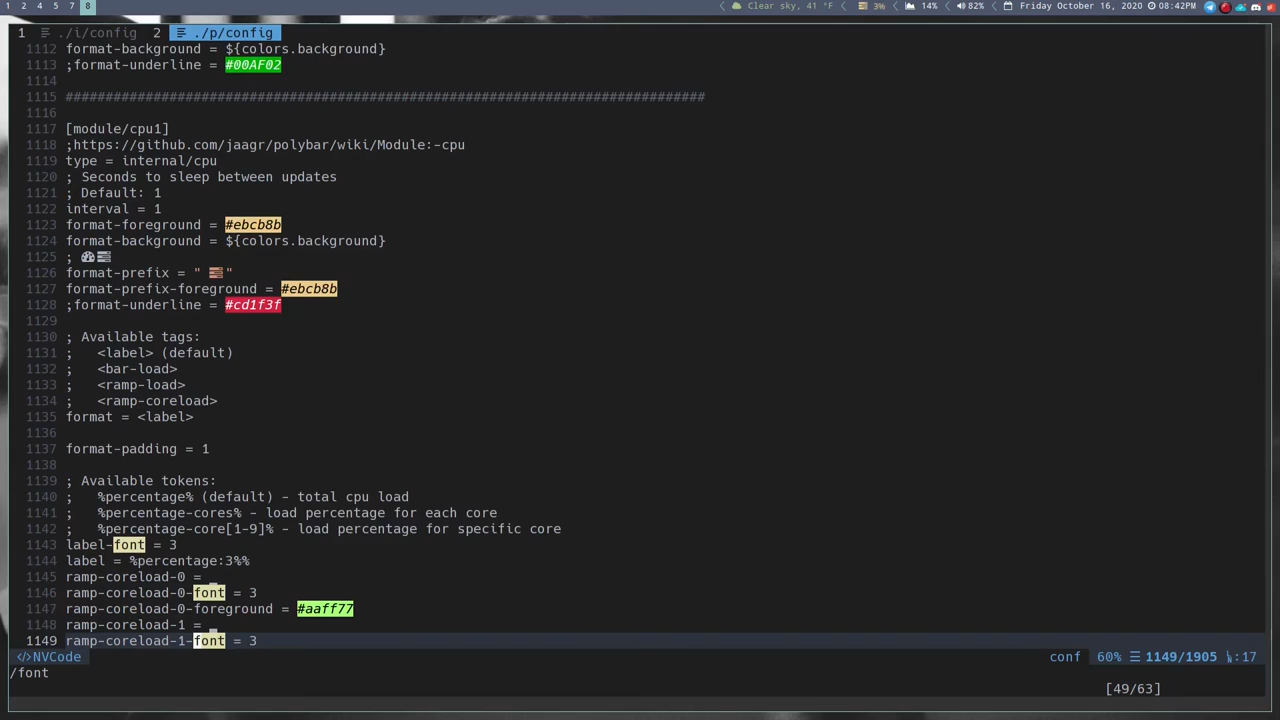 1 2 4 5 7 8 Clear sky, 41 °F 3% 14% 82% Friday October 16, 2020 08:42PM
1 ./i/config 2 ./p/config
1112 format-background = ${colors.background}
1113 ;format-underline = #00AF02
1114
1115 ################################################################################
1116
1117 [module/cpu1]
1118 ;https://github.com/jaagr/polybar/wiki/Module:-cpu
1119 type = internal/cpu
1120 ; Seconds to sleep between updates
1121 ; Default: 1
1122 interval = 1
1123 format-foreground = #ebcb8b
1124 format-background = ${colors.background}
1125 ;
1126 format-prefix = " "
1127 format-prefix-foreground = #ebcb8b
1128 ;format-underline = #cd1f3f
1129
1130 ; Available tags:
1131 ;   <label> (default)
1132 ;   <bar-load>
1133 ;   <ramp-load>
1134 ;   <ramp-coreload>
1135 format = <label>
1136
1137 format-padding = 1
1138
1139 ; Available tokens:
1140 ;   %percentage% (default) - total cpu load
1141 ;   %percentage-cores% - load percentage for each core
1142 ;   %percentage-core[1-9]% - load percentage for specific core
1143 label-font = 3
1144 label = %percentage:3%%
1145 ramp-coreload-0 = ▁
1146 ramp-coreload-0-font = 3
1147 ramp-coreload-0-foreground = #aaff77
1148 ramp-coreload-1 = ▂
1149 ramp-coreload-1-font = 3
NVCode conf 60% ☰ 1149/1905 :17
/font
[49/63]